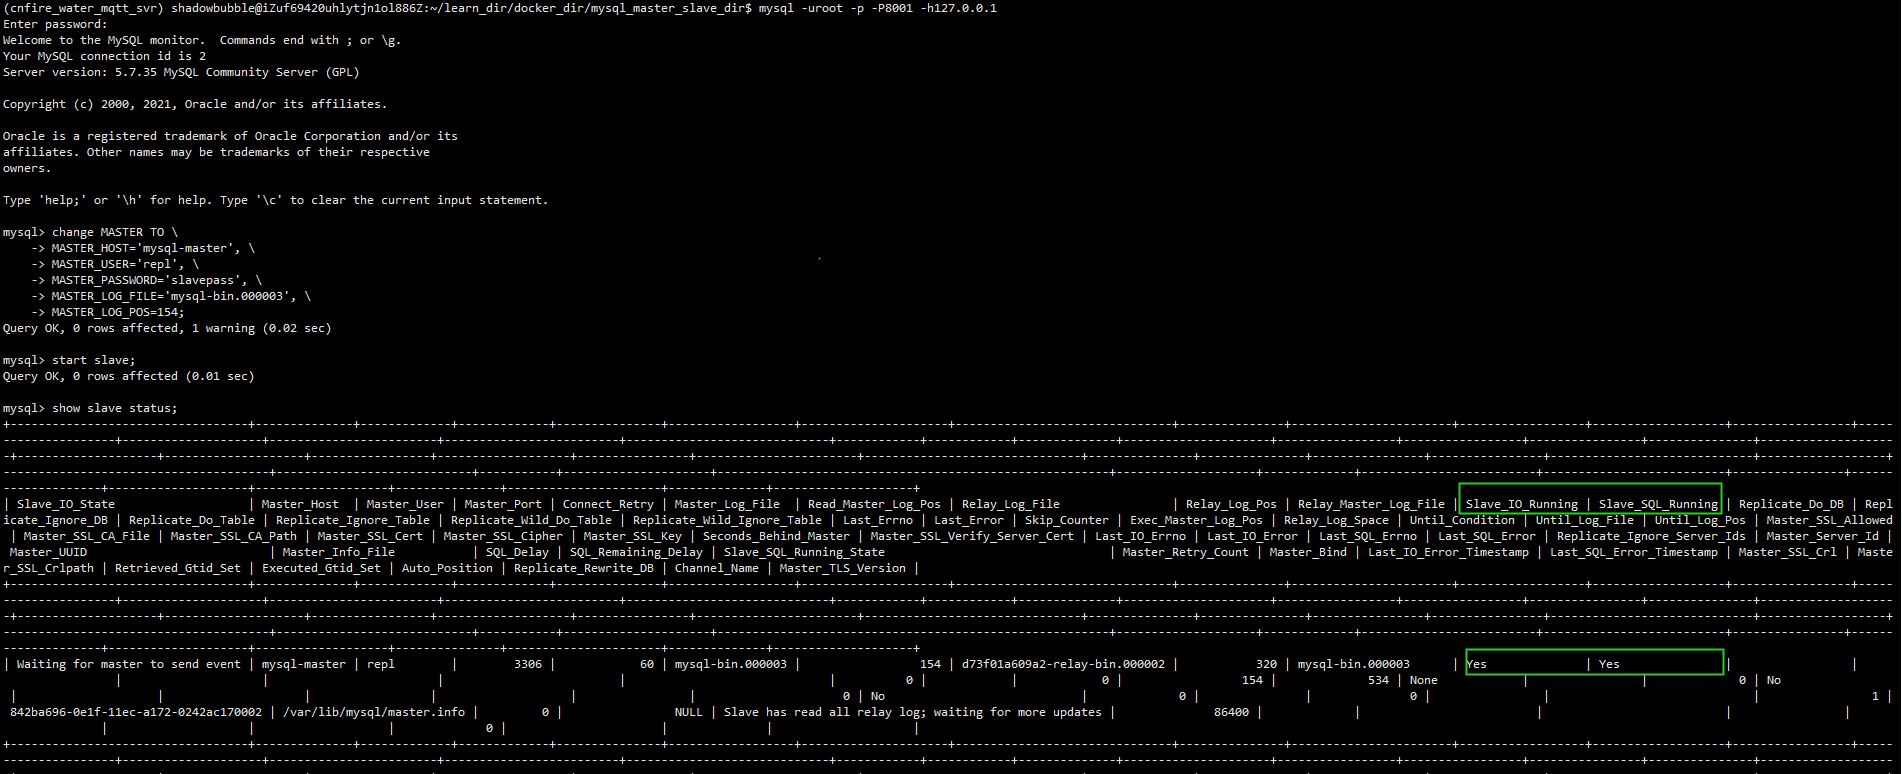 (cnfire_water_mqtt_svr) shadowbubble@iZuf69420uhlytjn1ol886Z:~/learn_dir/docker_dir/mysql_master_slave_dir$ mysql -uroot -p -P8001 -h127.0.0.1
Enter password:
Welcome to the MySQL monitor.  Commands end with ; or \g.
Your MySQL connection id is 2
Server version: 5.7.35 MySQL Community Server (GPL)
Copyright (c) 2000, 2021, Oracle and/or its affiliates.
Oracle is a registered trademark of Oracle Corporation and/or its
affiliates. Other names may be trademarks of their respective
owners.
Type 'help;' or '\h' for help. Type '\c' to clear the current input statement.
mysql> change MASTER TO \
-> MASTER_HOST='mysql-master', \
-> MASTER_USER='repl', \
-> MASTER_PASSWORD='slavepass', \
-> MASTER_LOG_FILE='mysql-bin.000003', \
-> MASTER_LOG_POS=154;
Query OK, 0 rows affected, 1 warning (0.02 sec)
mysql> start slave;
Query OK, 0 rows affected (0.01 sec)
mysql> show slave status;
| Slave_IO_State | Master_Host | Master_User | Master_Port | Connect_Retry | Master_Log_File | Read_Master_Log_Pos | Relay_Log_File | Relay_Log_Pos | Relay_Master_Log_File | Slave_IO_Running | Slave_SQL_Running | Replicate_Do_DB | Repl
icate_Ignore_DB | Replicate_Do_Table | Replicate_Ignore_Table | Replicate_Wild_Do_Table | Replicate_Wild_Ignore_Table | Last_Errno | Last_Error | Skip_Counter | Exec_Master_Log_Pos | Relay_Log_Space | Until_Condition | Until_Log_File | Until_Log_Pos | Master_SSL_Allowed
| Master_SSL_CA_File | Master_SSL_CA_Path | Master_SSL_Cert | Master_SSL_Cipher | Master_SSL_Key | Seconds_Behind_Master | Master_SSL_Verify_Server_Cert | Last_IO_Errno | Last_IO_Error | Last_SQL_Errno | Last_SQL_Error | Replicate_Ignore_Server_Ids | Master_Server_Id |
Master_UUID | Master_Info_File | SQL_Delay | SQL_Remaining_Delay | Slave_SQL_Running_State | Master_Retry_Count | Master_Bind | Last_IO_Error_Timestamp | Last_SQL_Error_Timestamp | Master_SSL_Crl | Maste
r_SSL_Crlpath | Retrieved_Gtid_Set | Executed_Gtid_Set | Auto_Position | Replicate_Rewrite_DB | Channel_Name | Master_TLS_Version |
| Waiting for master to send event | mysql-master | repl | 3306 | 60 | mysql-bin.000003 | 154 | d73f01a609a2-relay-bin.000002 | 320 | mysql-bin.000003 | Yes | Yes | |
| | | | | 0 | | 0 | 154 | 534 | None | | 0 | No
| | | | | | 0 | No | 0 | | 0 | | | 1 |
842ba696-0e1f-11ec-a172-0242ac170002 | /var/lib/mysql/master.info | 0 | NULL | Slave has read all relay log; waiting for more updates | 86400 | | | | |
| | | 0 | | | |